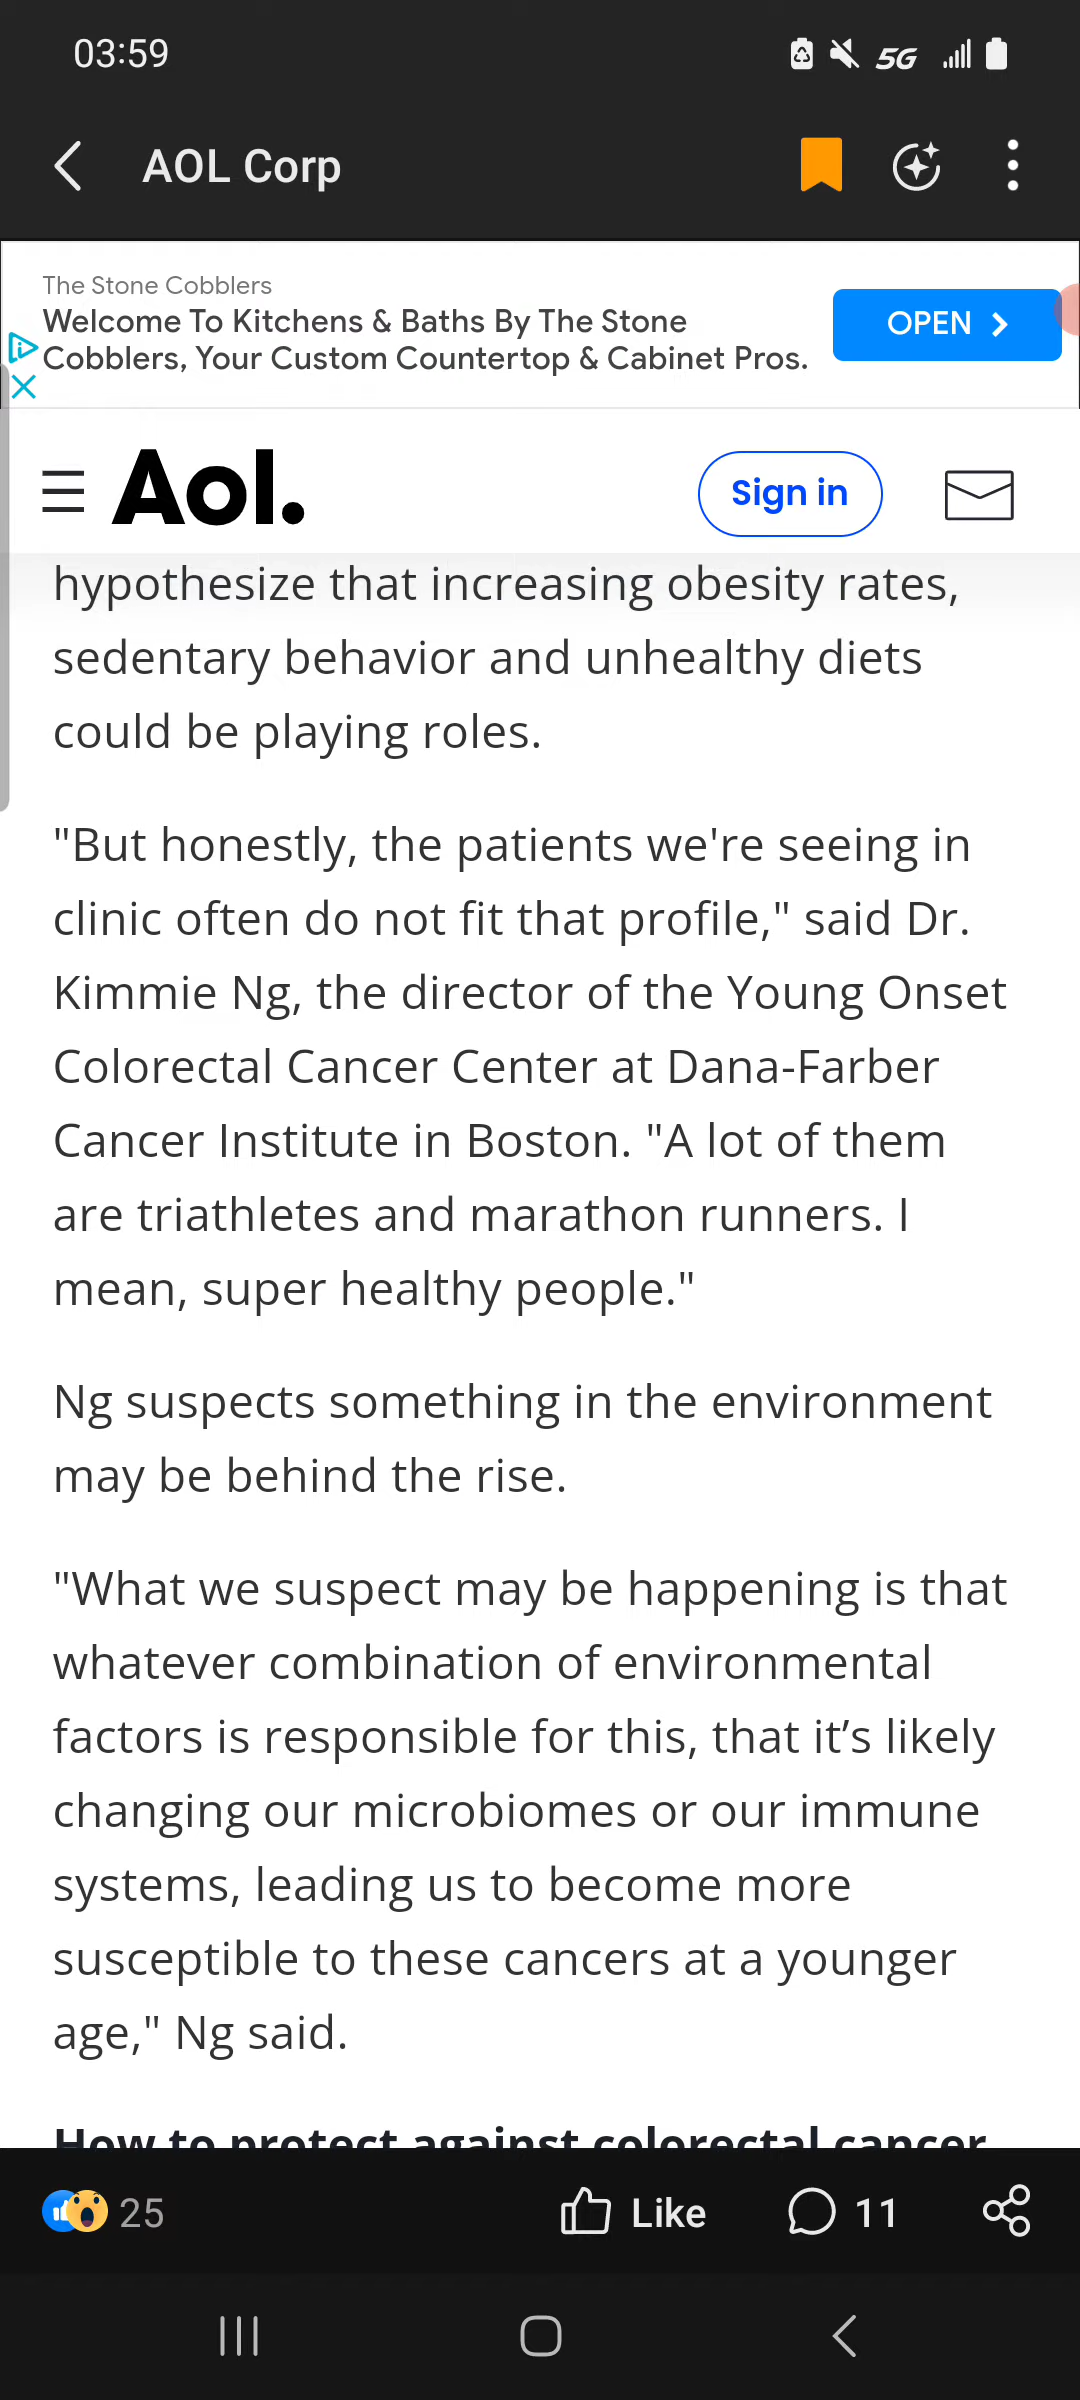 03:59
5G
AOL Corp
The Stone Cobblers
Welcome To Kitchens & Baths By The Stone
Cobblers, Your Custom Countertop & Cabinet Pros.
OPEN
Aol.
Sign in
hypothesize that increasing obesity rates,
sedentary behavior and unhealthy diets
could be playing roles.
"But honestly, the patients we're seeing in
clinic often do not fit that profile," said Dr.
Kimmie Ng, the director of the Young Onset
Colorectal Cancer Center at Dana-Farber
Cancer Institute in Boston. "A lot of them
are triathletes and marathon runners. I
mean, super healthy people."
Ng suspects something in the environment
may be behind the rise.
"What we suspect may be happening is that
whatever combination of environmental
factors is responsible for this, that it’s likely
changing our microbiomes or our immune
systems, leading us to become more
susceptible to these cancers at a younger
age," Ng said.
How to protect against colorectal cancer
25
Like
11